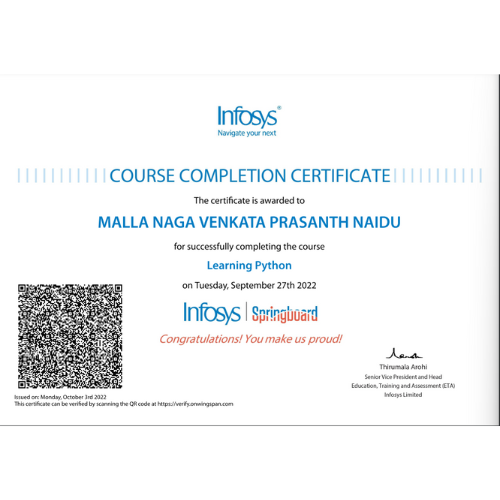 Infosys®
Navigate your next
COURSE COMPLETION CERTIFICATE
The certificate is awarded to
MALLA NAGA VENKATA PRASANTH NAIDU
for successfully completing the course
Learning Python
on Tuesday, September 27th 2022
Infosys | Springboard
Congratulations! You make us proud!
Thirumala Arohi
Senior Vice President and Head
Education, Training and Assessment (ETA)
Infosys Limited
Issued on: Monday, October 3rd 2022
This certificate can be verified by scanning the QR code at https://verify.onwingspan.com